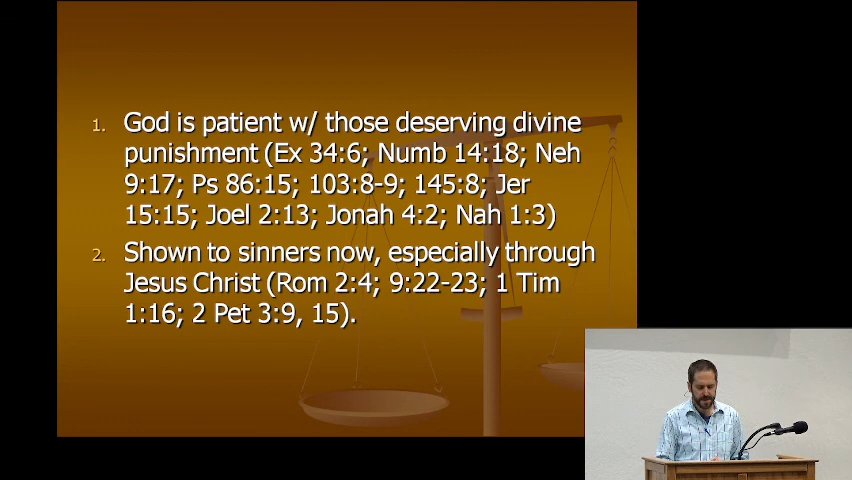 1. God is patient w/ those deserving divine
punishment (Ex 34:6; Numb 14:18; Neh
9:17; Ps 86:15; 103:8-9; 145:8; Jer
15:15; Joel 2:13; Jonah 4:2; Nah 1:3)
2. Shown to sinners now, especially through
Jesus Christ (Rom 2:4; 9:22-23; 1 Tim
1:16; 2 Pet 3:9, 15).